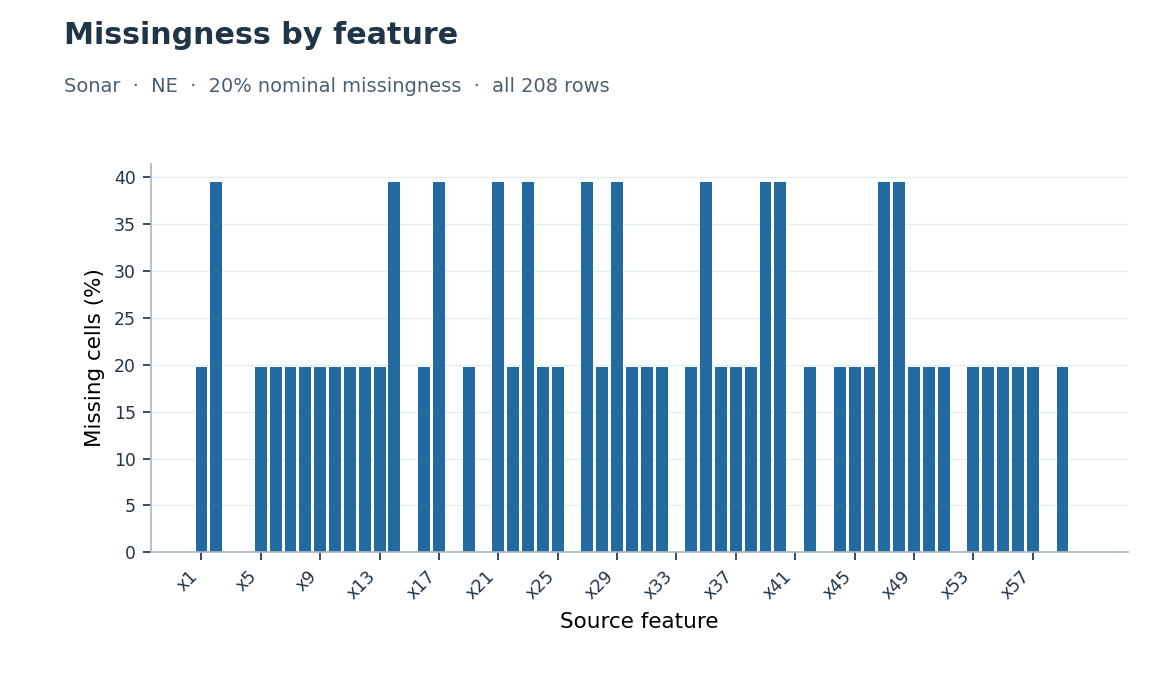 Missingness by feature
Sonar · NE · 20% nominal missingness · all 208 rows
40
35
30
25
20
15
10
5
0
Missing cells (%)
x1 x5 x9 x13 x17 x21 x25 x29 x33 x37 x41 x45 x49 x53 x57
Source feature